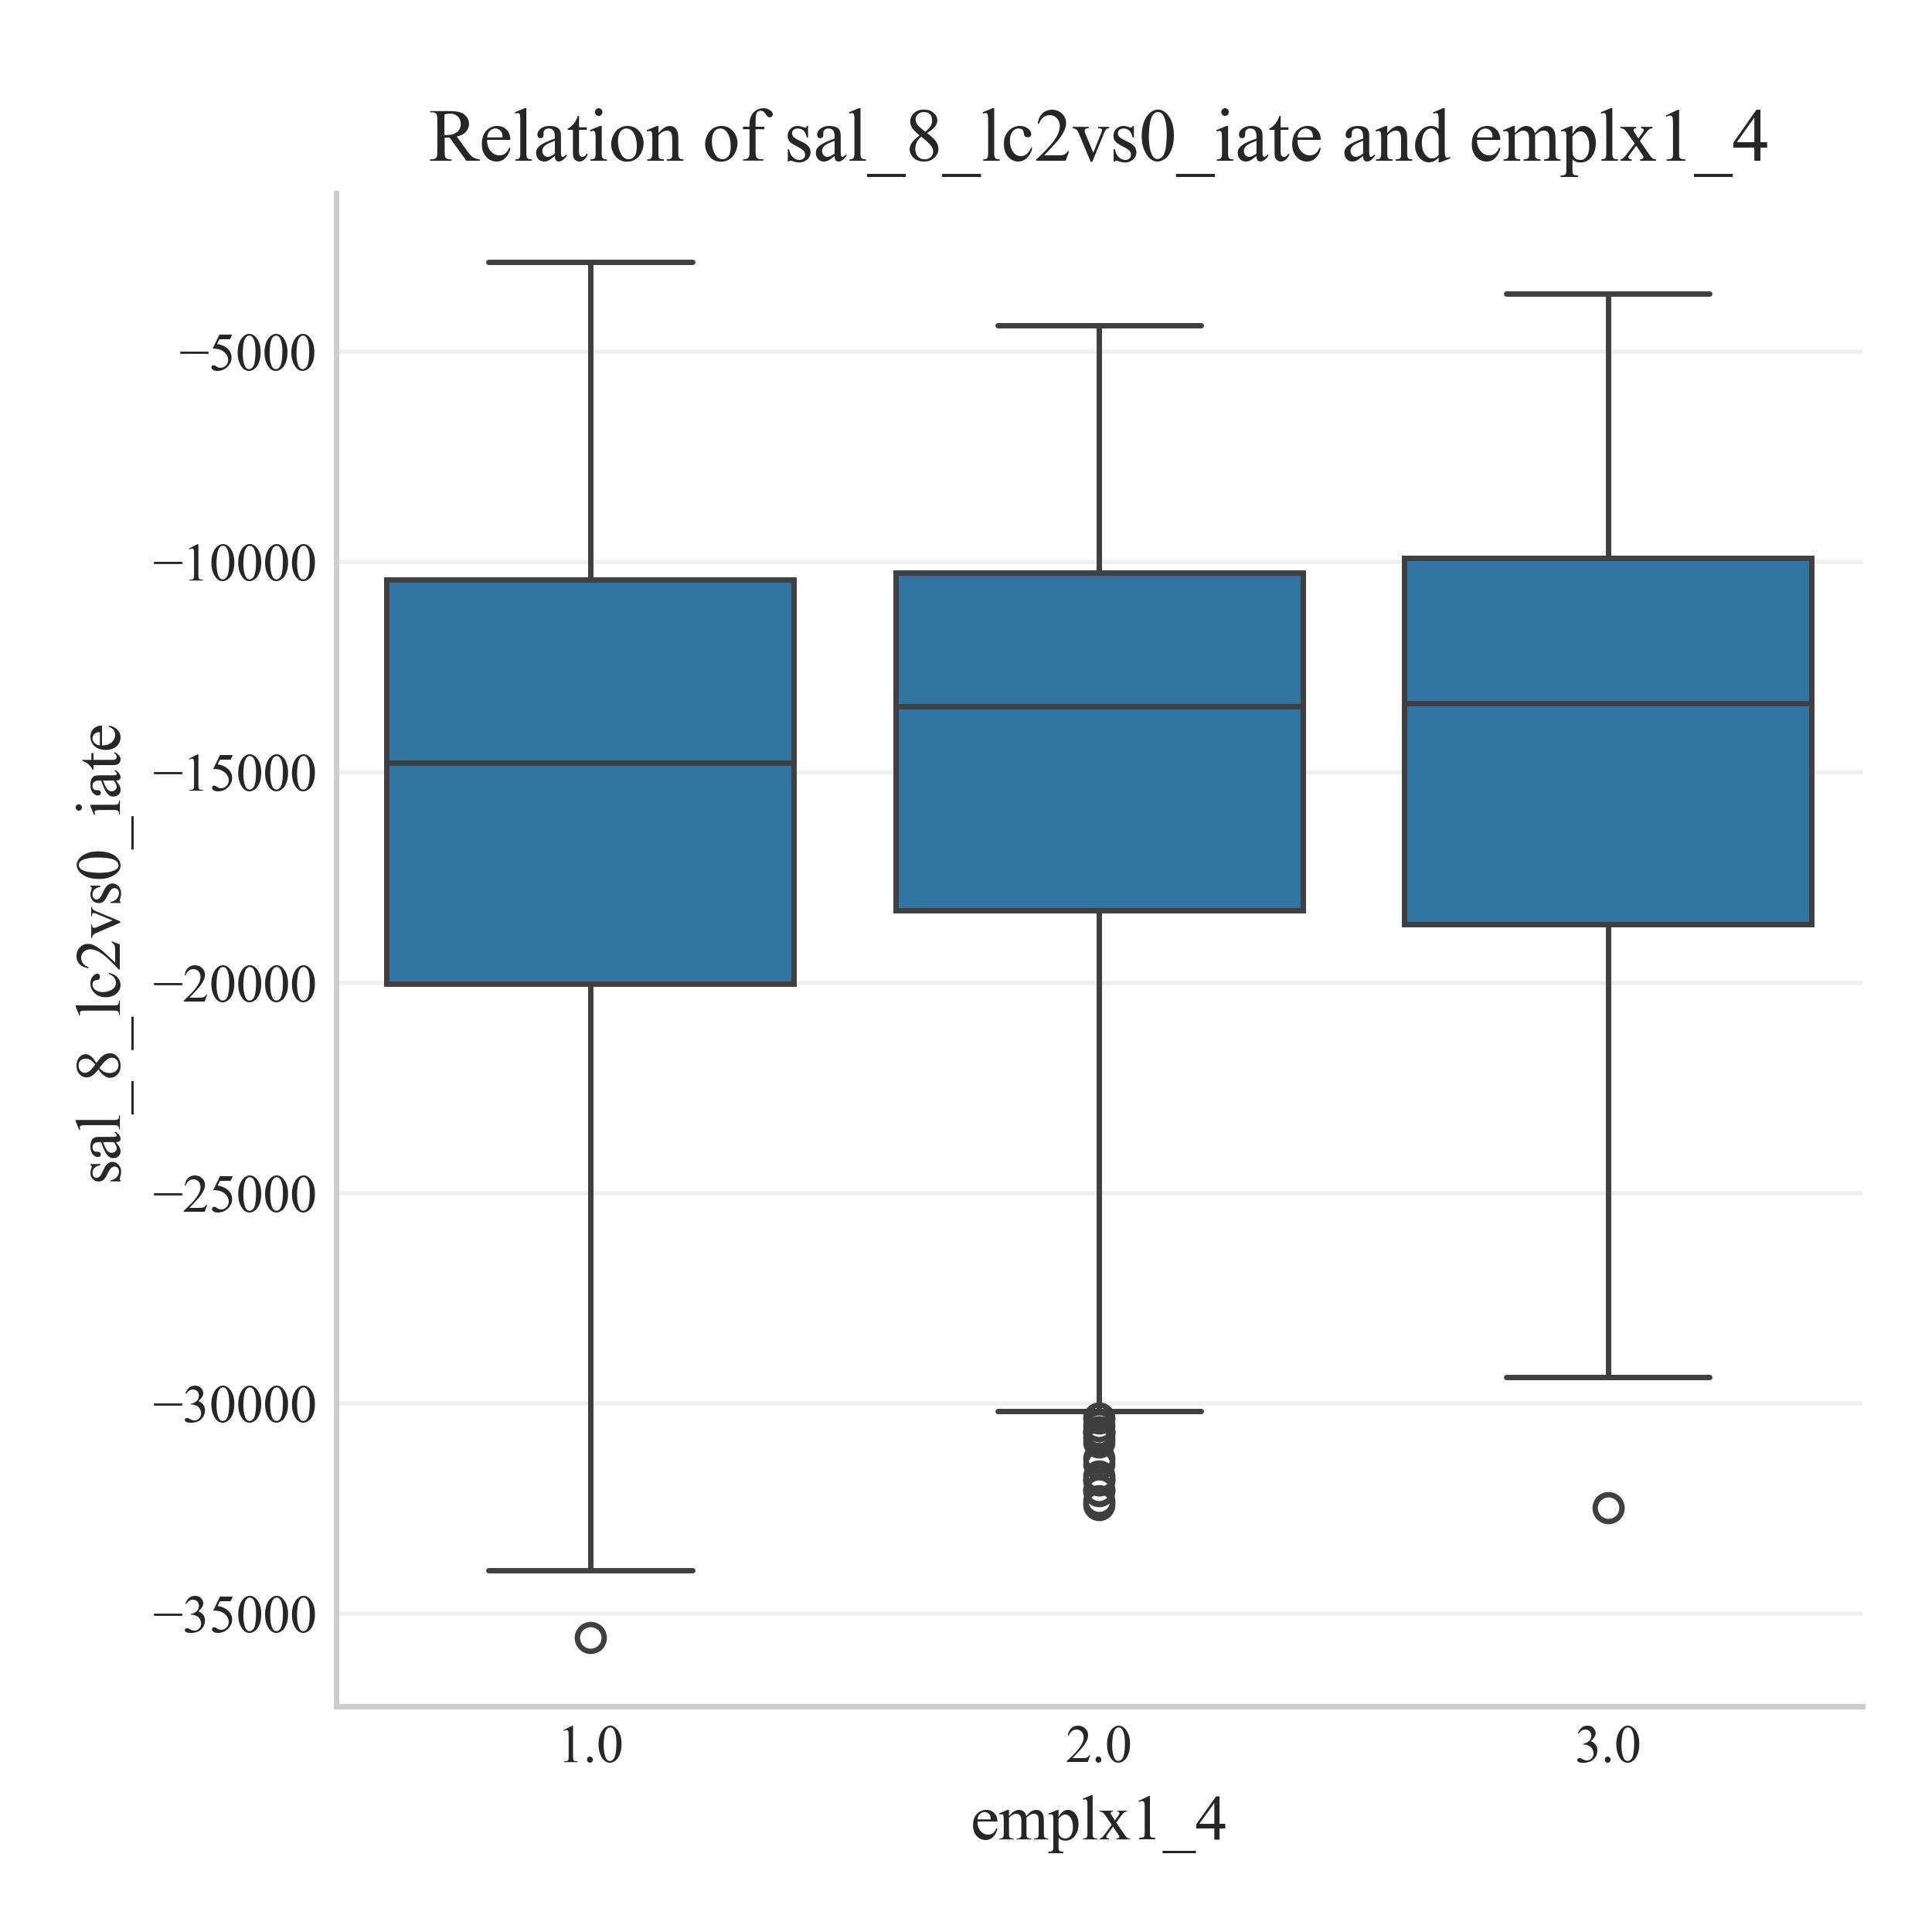 Relation of sal_8_lc2vs0_iate and emplx1_4
sal_8_lc2vs0_iate
−5000
−10000
−15000
−20000
−25000
−30000
−35000
1.0 2.0 3.0
emplx1_4